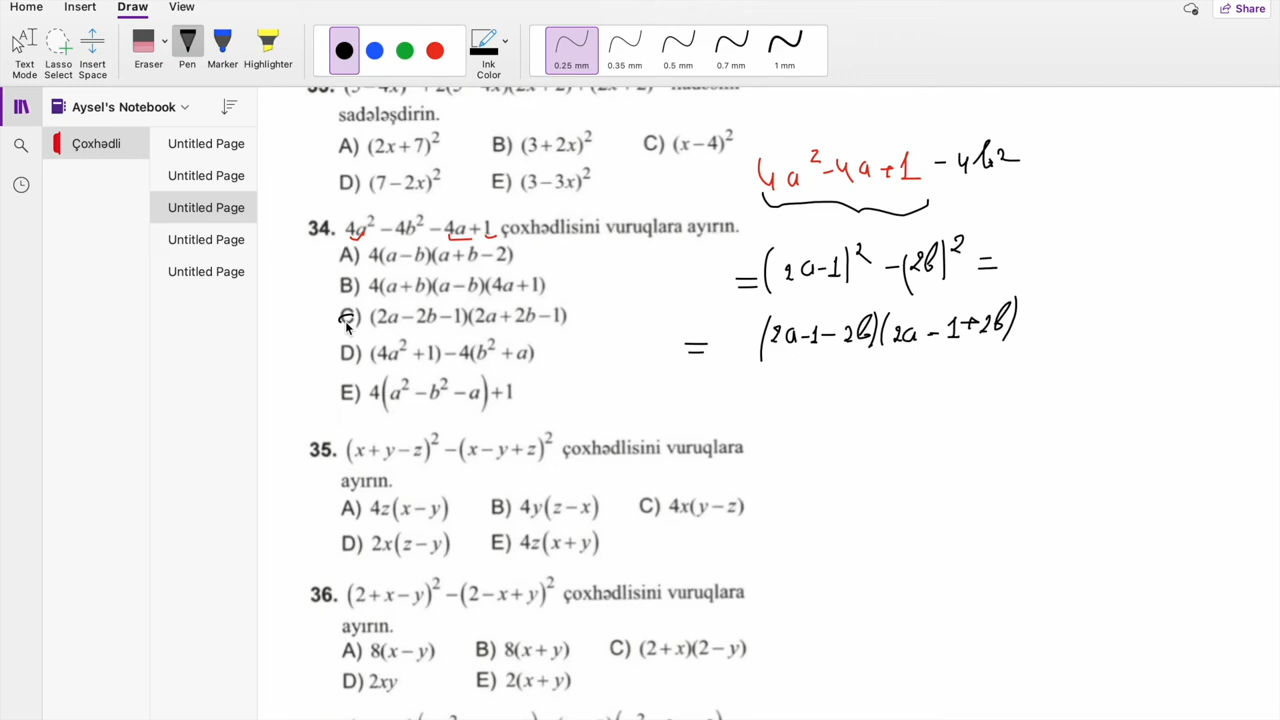 Home Insert Draw View
Share
Text Mode
Lasso Select
Insert Space
Eraser
Pen
Marker
Highlighter
Ink Color
0.25 mm
0.35 mm
0.5 mm
0.7 mm
1 mm
Aysel's Notebook
Çoxhədli
Untitled Page
Untitled Page
Untitled Page
Untitled Page
Untitled Page
sadələşdirin.
A) (2x+7)² B) (3+2x)² C) (x−4)²
D) (7−2x)² E) (3−3x)²
34. 4a² −4b² −4a+1 çoxhədlisini vuruqlara ayırın.
A) 4(a−b)(a+b−2)
B) 4(a+b)(a−b)(4a+1)
C) (2a−2b−1)(2a+2b−1)
D) (4a² +1)−4(b² +a)
E) 4(a² −b² −a)+1
35. (x+y−z)² −(x−y+z)² çoxhədlisini vuruqlara
ayırın.
A) 4z(x−y) B) 4y(z−x) C) 4x(y−z)
D) 2x(z−y) E) 4z(x+y)
36. (2+x−y)² −(2−x+y)² çoxhədlisini vuruqlara
ayırın.
A) 8(x−y) B) 8(x+y) C) (2+x)(2−y)
D) 2xy E) 2(x+y)
4a²-4a+1 - 4b²
=(2a-1)² -(2b)² =
= (2a-1-2b)(2a-1+2b)